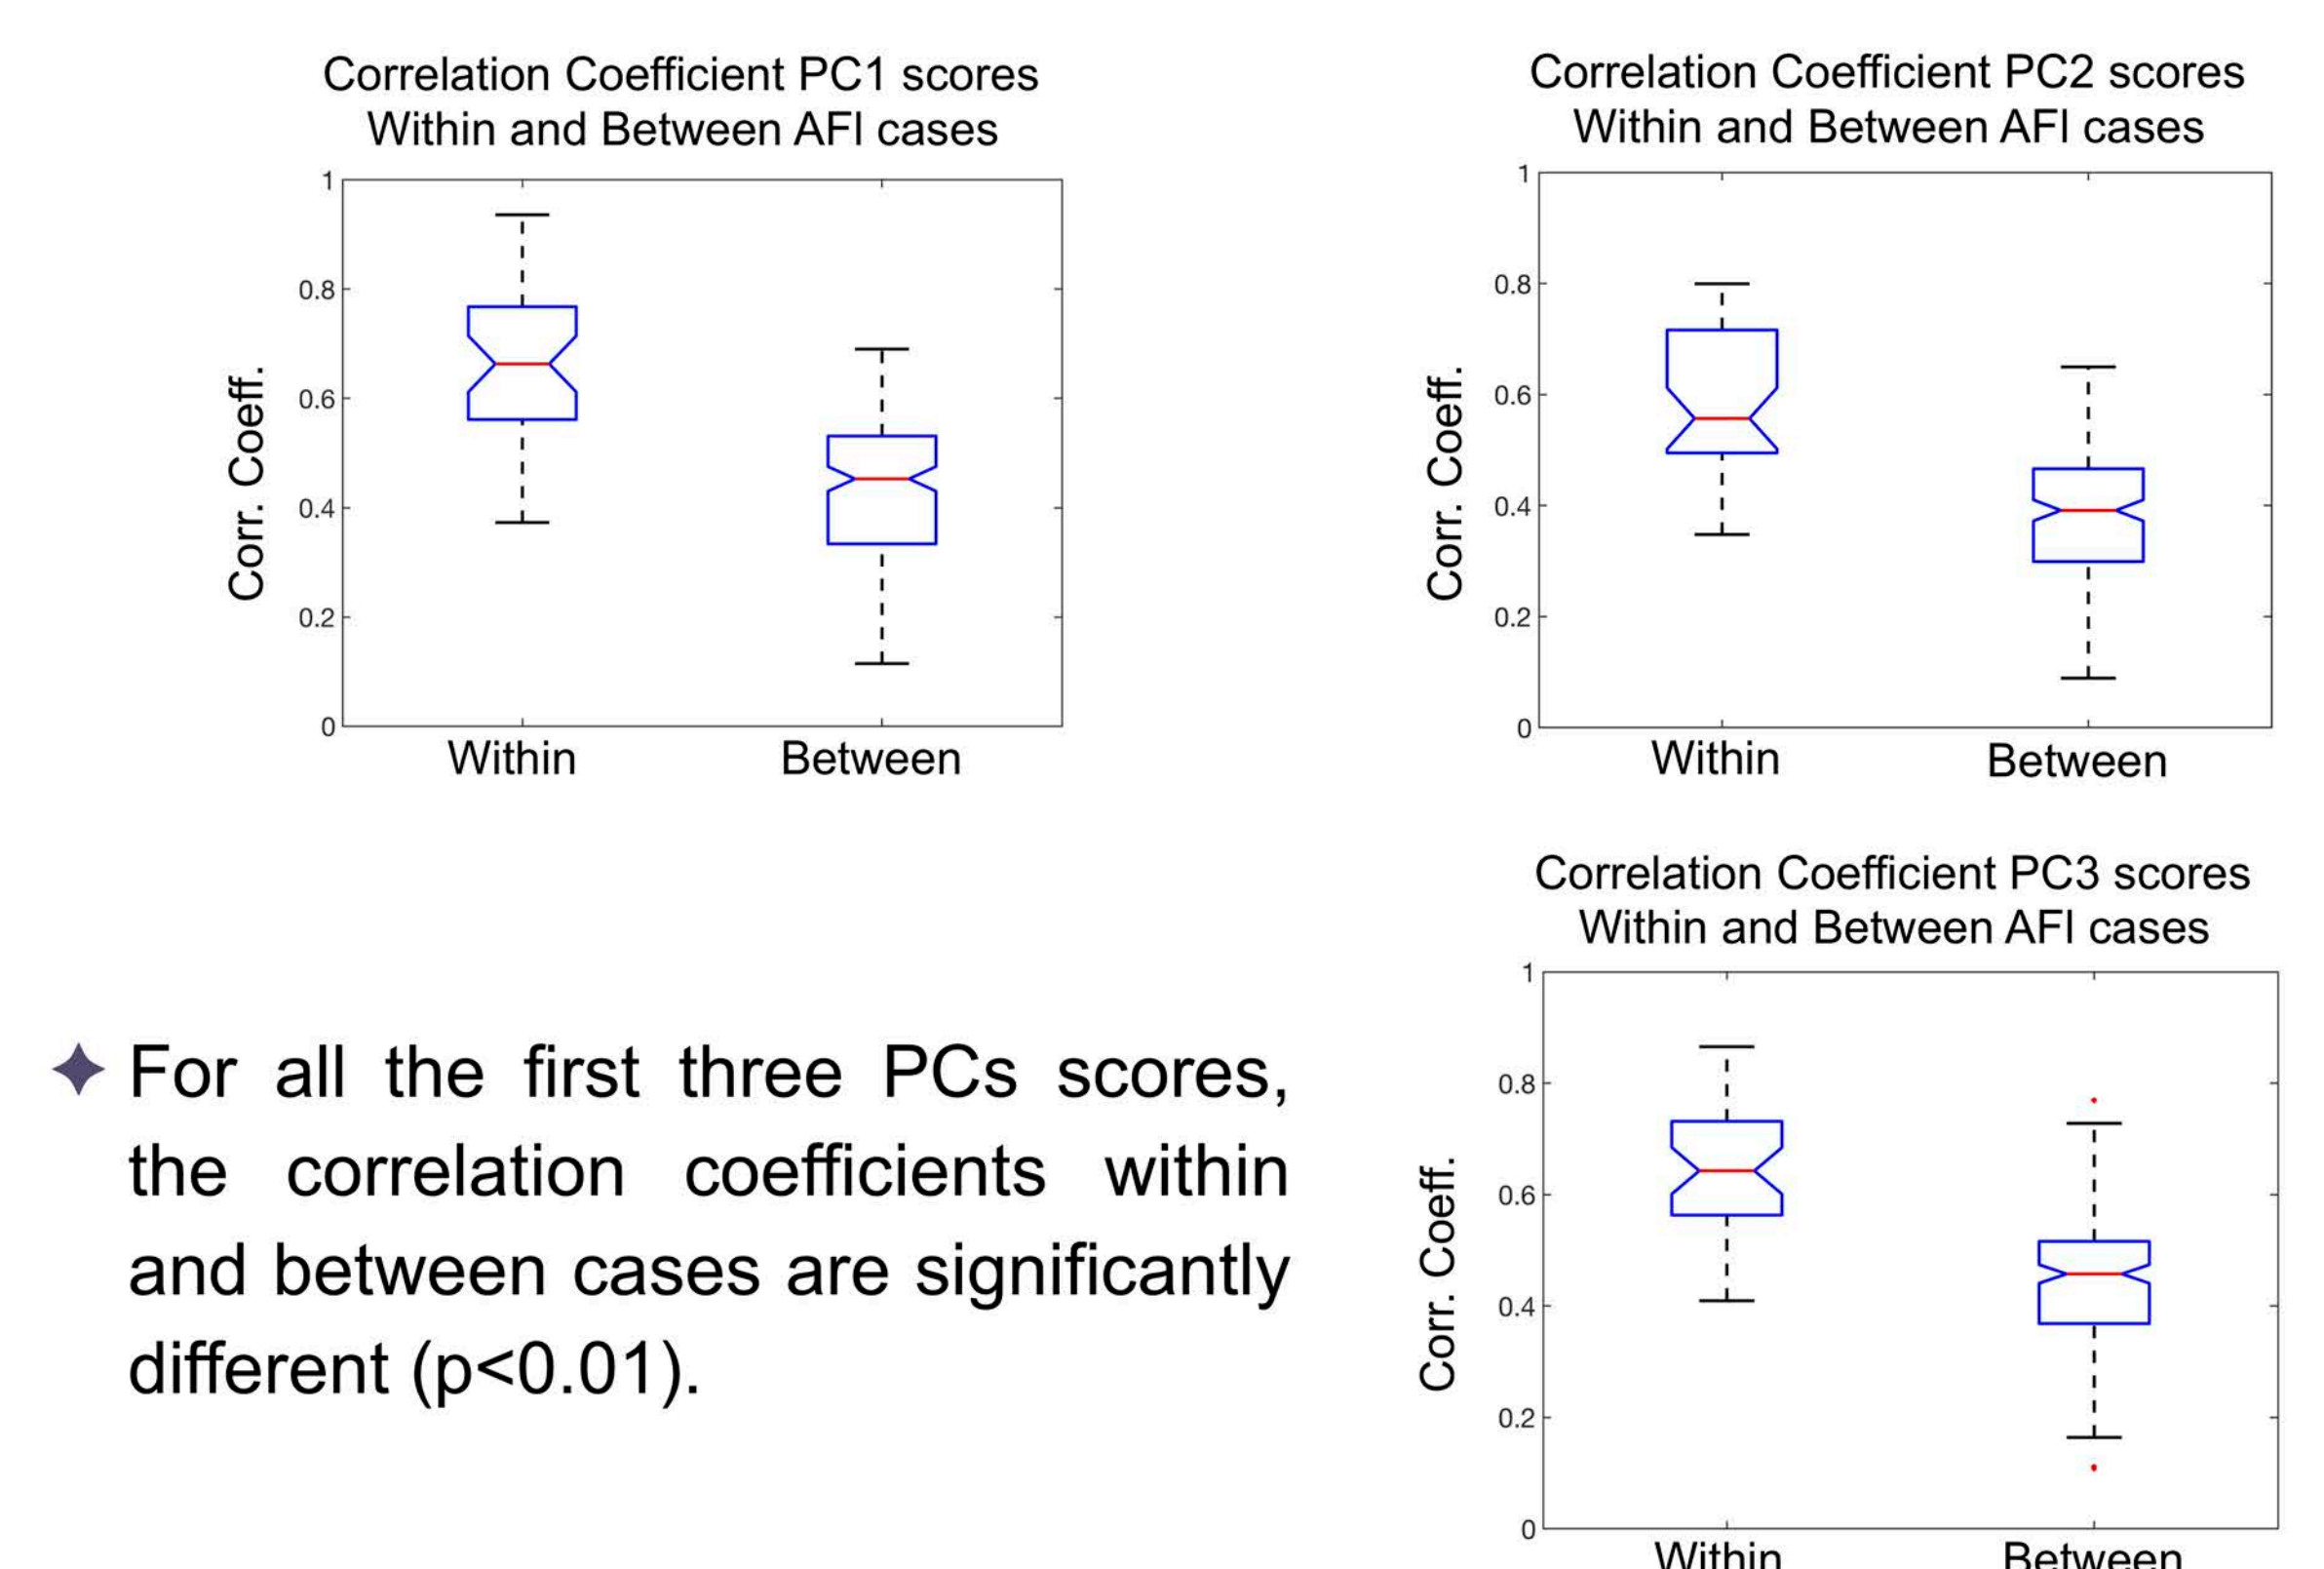 Correlation Coefficient PC1 scores
Within and Between AFI cases
1
0.8
0.6
0.4
0.2
0
Corr. Coeff.
Within
Between
Correlation Coefficient PC2 scores
Within and Between AFI cases
1
0.8
0.6
0.4
0.2
0
Corr. Coeff.
Within
Between
For all the first three PCs scores,
the correlation coefficients within
and between cases are significantly
different (p<0.01).
Correlation Coefficient PC3 scores
Within and Between AFI cases
1
0.8
0.6
0.4
0.2
0
Corr. Coeff.
Within
Between